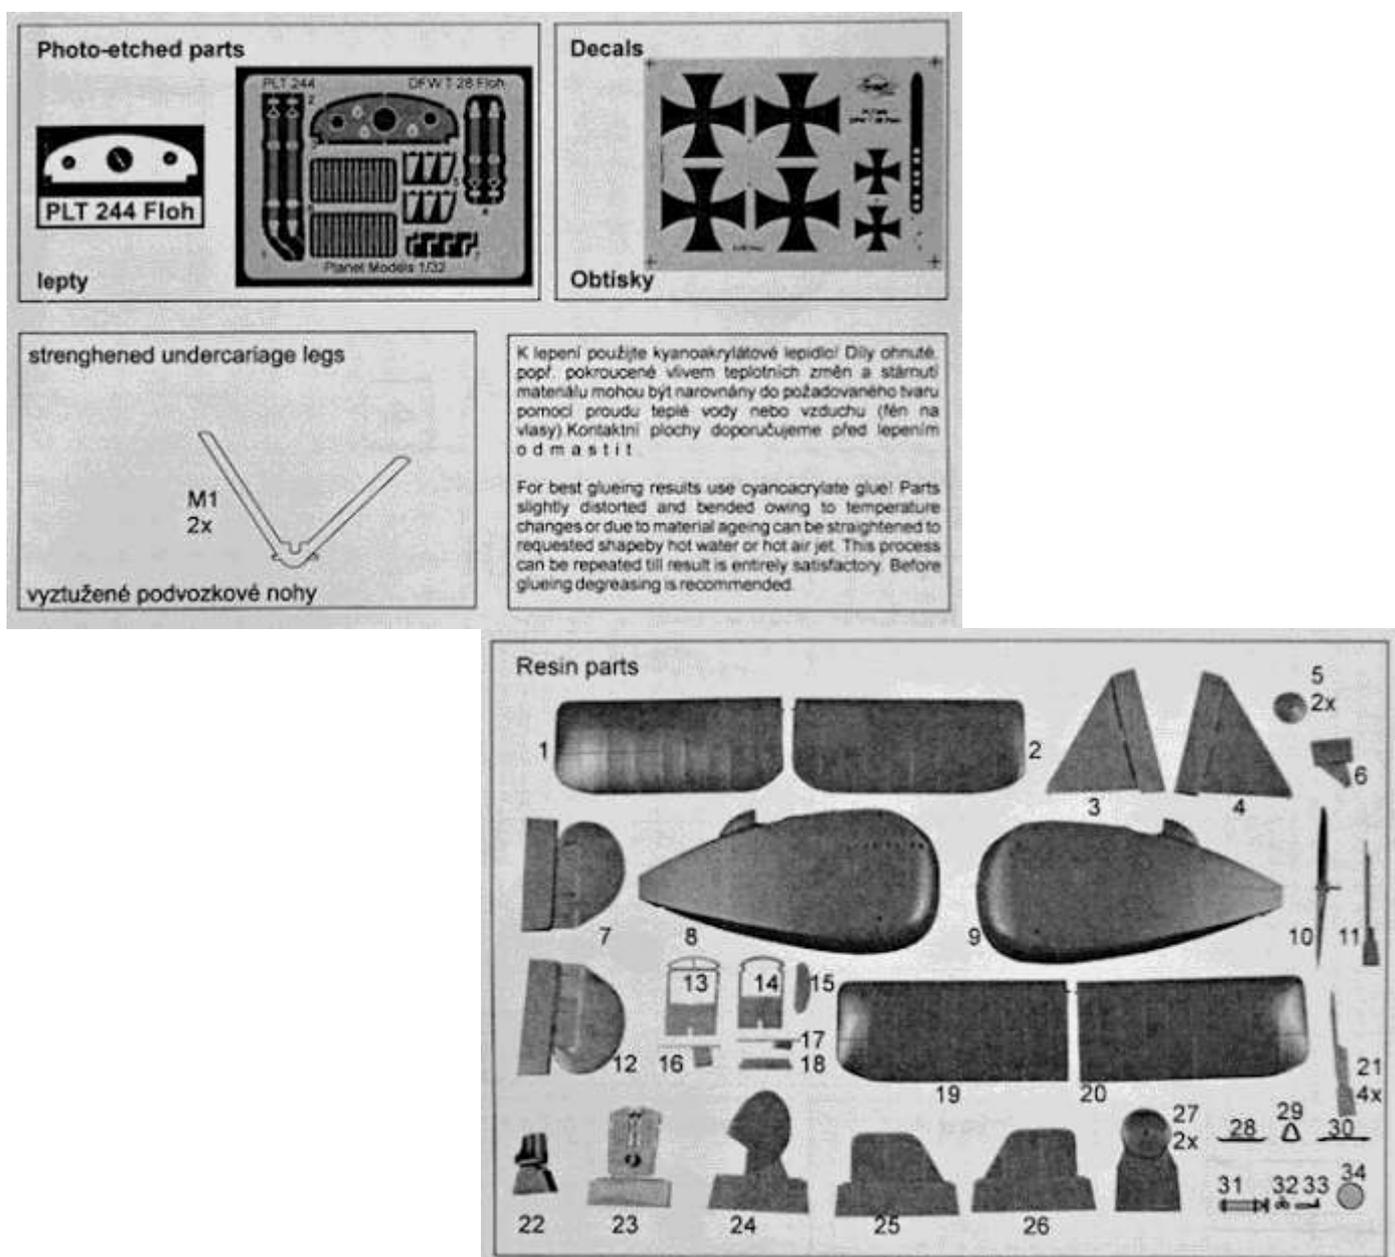 Photo-etched parts
PLT 244 DFW T 28 Floh
2
3
5
6
4
1
7
Planet Models 1/32
PLT 244 Floh
lepty
Decals
Obtisky
strenghened undercariage legs
M1
2x
vyztužené podvozkové nohy
K lepení použijte kyanoakrylátové lepidlo! Díly ohnuté,
popř. pokroucené vlivem teplotních změn a stárnutí
materiálu mohou být narovnány do požadovaného tvaru
pomocí proudu teplé vody nebo vzduchu (fén na
vlasy) Kontaktní plochy doporučujeme před lepením
o d m a s t i t .
For best glueing results use cyanoacrylate glue! Parts
slightly distorted and bended owing to temperature
changes or due to material ageing can be straightened to
requested shapeby hot water or hot air jet. This process
can be repeated till result is entirely satisfactory. Before
glueing degreasing is recommended.
Resin parts
5
2x
1
2
6
3
4
7
8
9
10
11
13
14
15
17
12
16
18
19
20
21
4x
27
2x
29
28
30
34
31
32
33
22
23
24
25
26